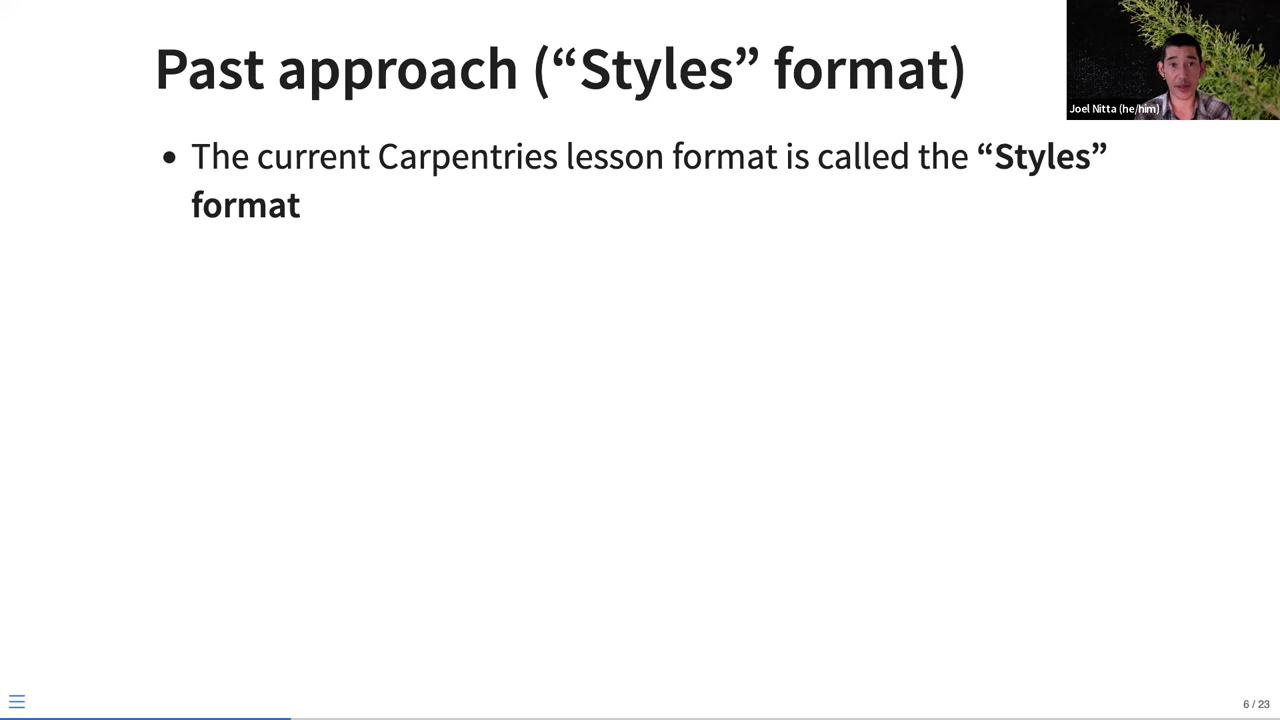 Past approach (“Styles” format)
Joel Nitta (he/him)
• The current Carpentries lesson format is called the “Styles”
format
6 / 23